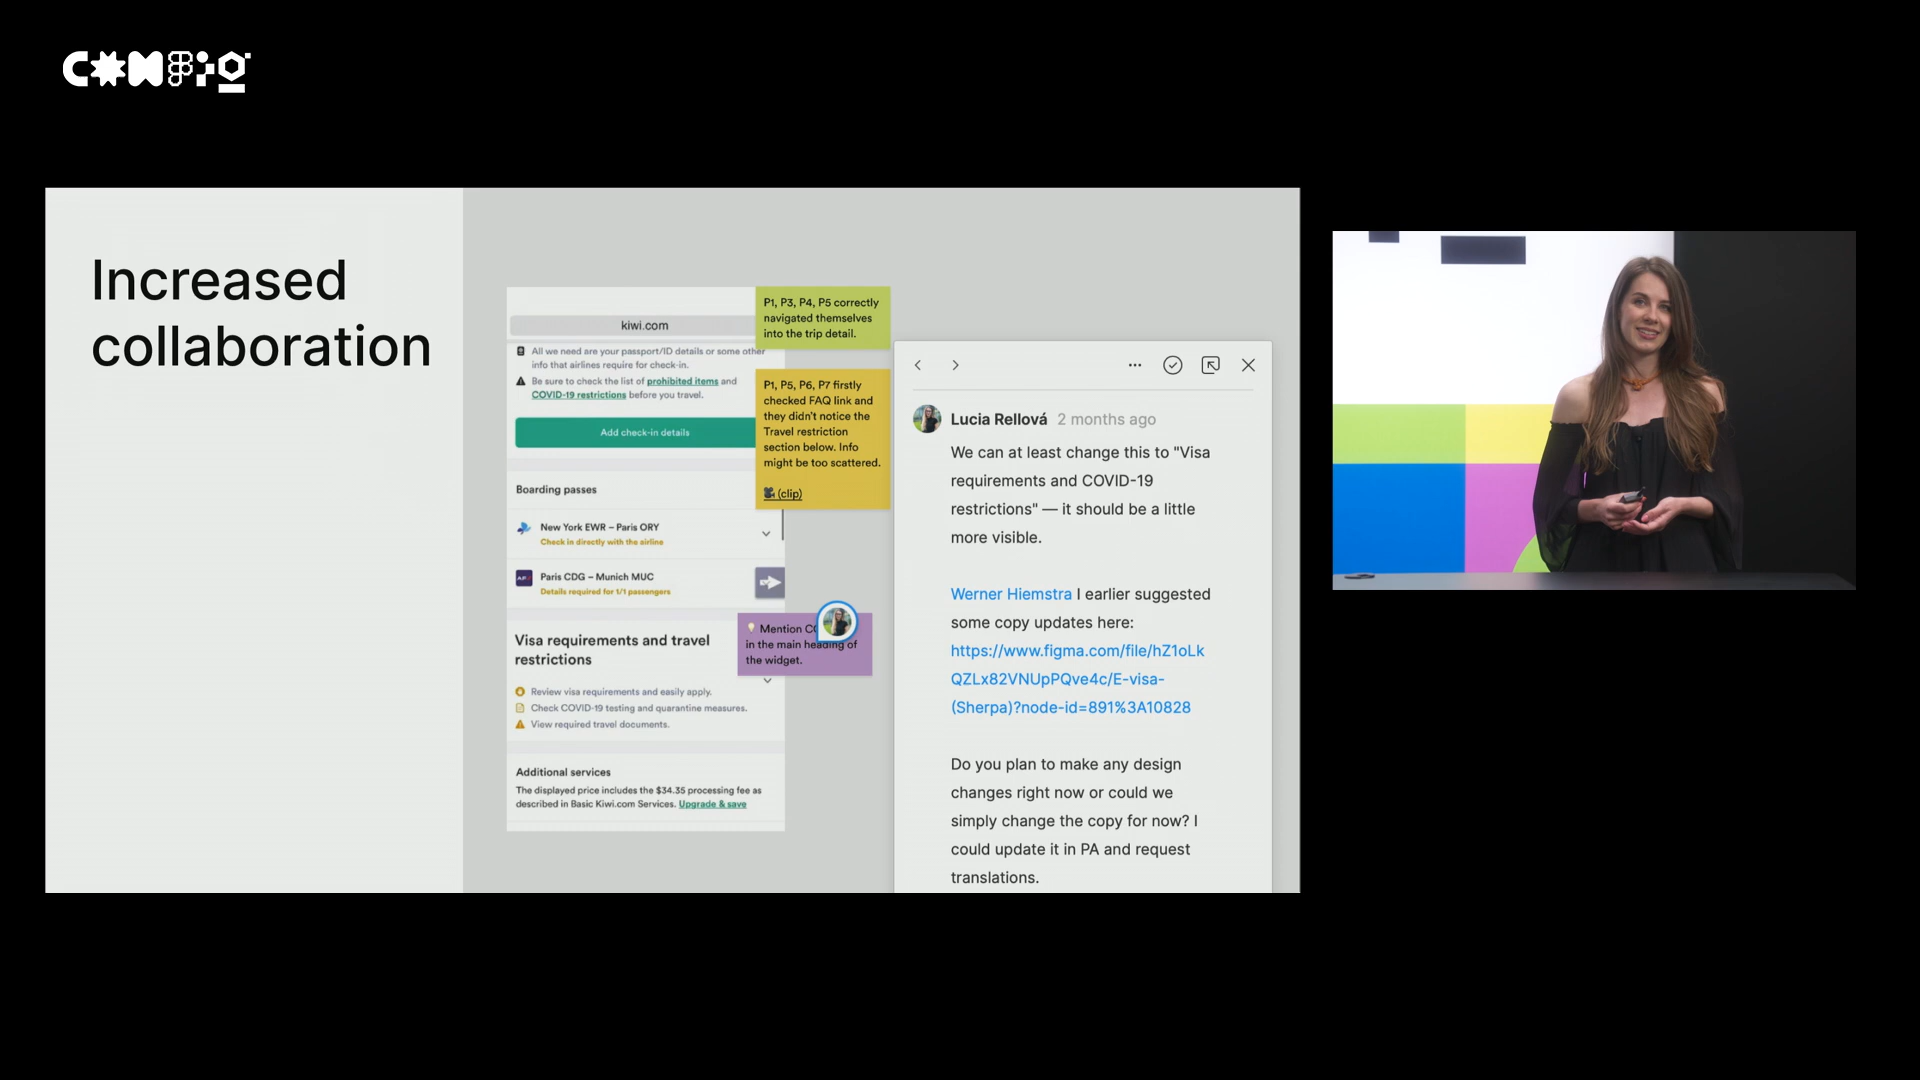 CONFIG
Increased
collaboration
kiwi.com
All we need are your passport/ID details or some other
info that airlines require for check-in.
Be sure to check the list of prohibited items and
COVID-19 restrictions before you travel.
Add check-in details
Boarding passes
New York EWR – Paris ORY
Check in directly with the airline
Paris CDG – Munich MUC
Details required for 1/1 passengers
Visa requirements and travel
restrictions
Review visa requirements and easily apply.
Check COVID-19 testing and quarantine measures.
View required travel documents.
Additional services
The displayed price includes the $34.35 processing fee as
described in Basic Kiwi.com Services. Upgrade & save
P1, P3, P4, P5 correctly
navigated themselves
into the trip detail.
P1, P5, P6, P7 firstly
checked FAQ link and
they didn't notice the
Travel restriction
section below. Info
might be too scattered.
(clip)
Mention
in the main heading of
the widget.
Lucia Rellová 2 months ago
We can at least change this to "Visa
requirements and COVID-19
restrictions" — it should be a little
more visible.
Werner Hiemstra I earlier suggested
some copy updates here:
https://www.figma.com/file/hZ1oLk
QZLx82VNUpPQve4c/E-visa-
(Sherpa)?node-id=891%3A10828
Do you plan to make any design
changes right now or could we
simply change the copy for now? I
could update it in PA and request
translations.